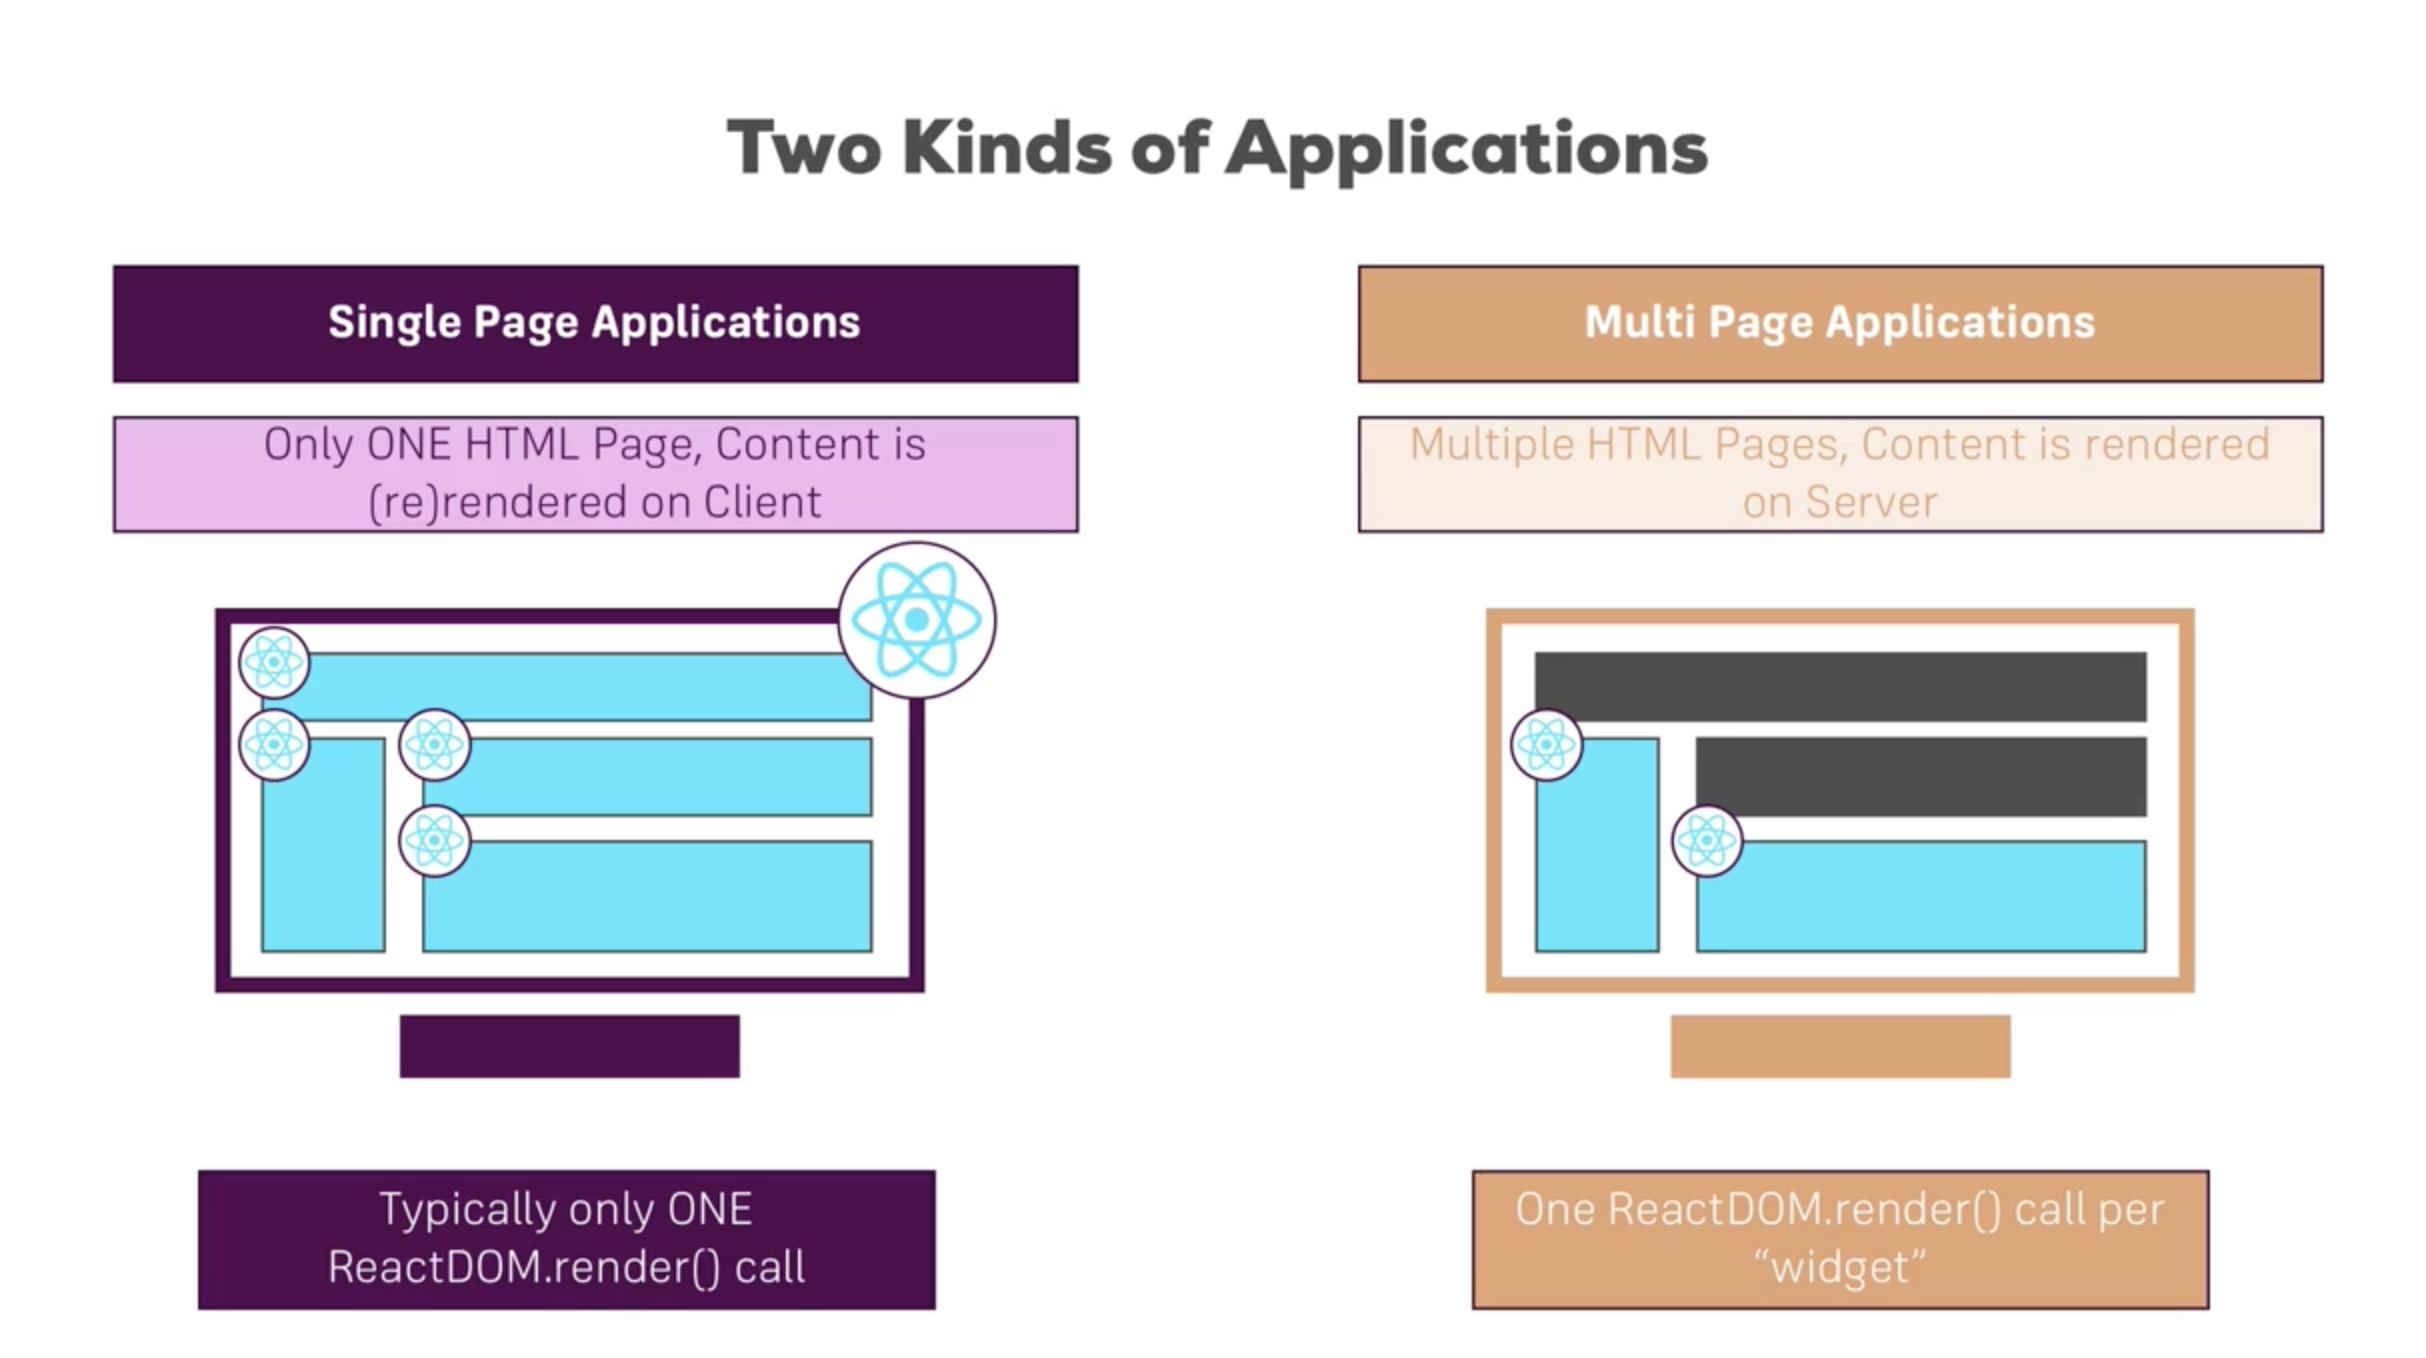 Two Kinds of Applications
Single Page Applications
Only ONE HTML Page, Content is
(re)rendered on Client
Typically only ONE
ReactDOM.render() call
Multi Page Applications
Multiple HTML Pages, Content is rendered
on Server
One ReactDOM.render() call per
“widget”